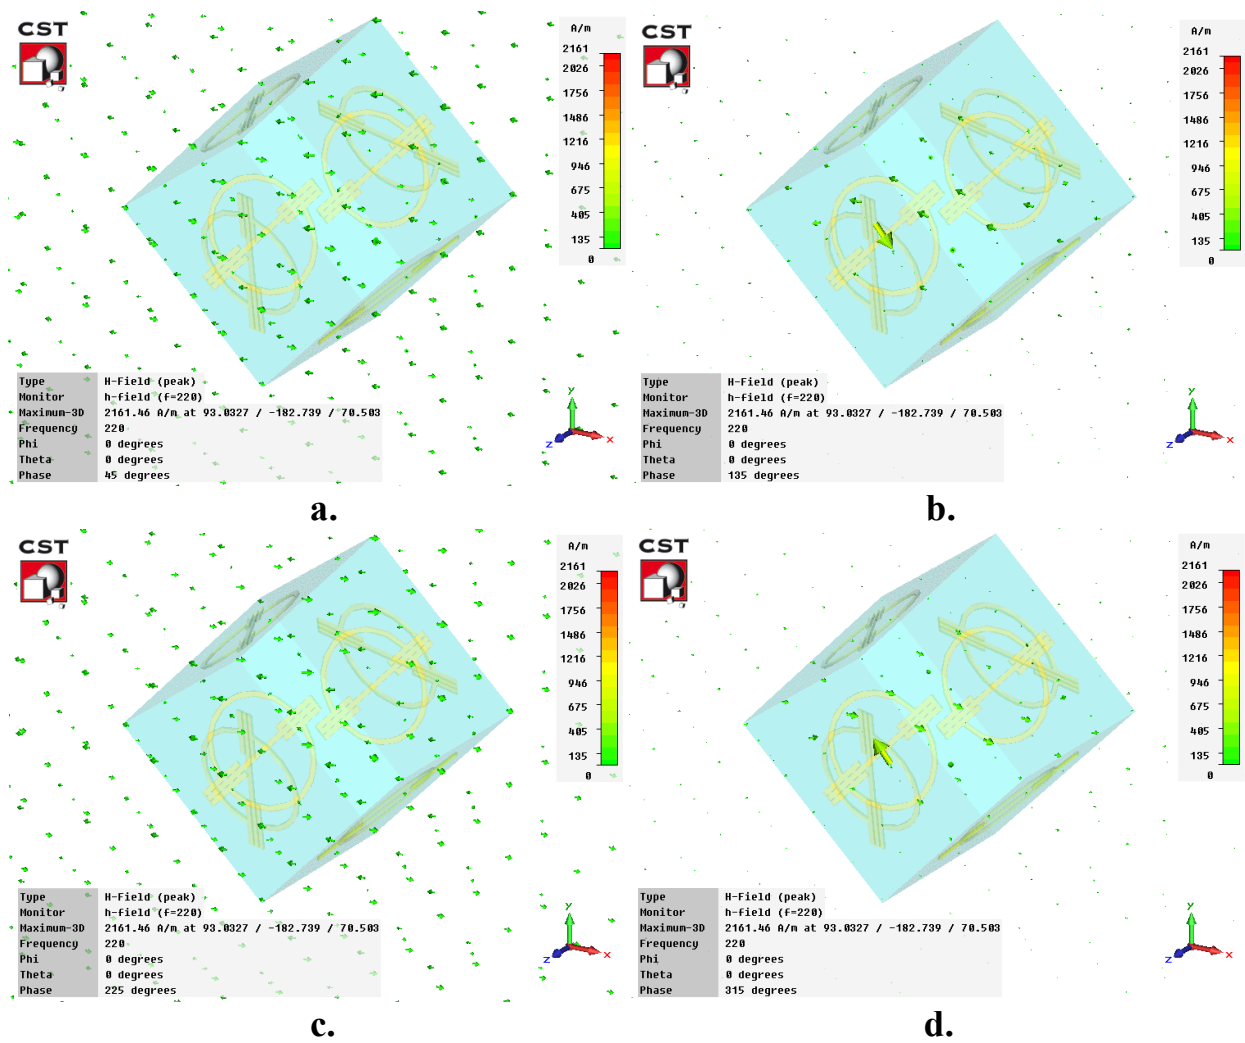 CST
A/m
2161
2026
1756
1486
1216
946
675
405
135
0
Type H-Field (peak)
Monitor h-field (f=220)
Maximum-3D 2161.46 A/m at 93.0327 / -182.739 / 70.503
Frequency 220
Phi 0 degrees
Theta 0 degrees
Phase 45 degrees
y
z
x
a.
CST
A/m
2161
2026
1756
1486
1216
946
675
405
135
0
Type H-Field (peak)
Monitor h-field (f=220)
Maximum-3D 2161.46 A/m at 93.0327 / -182.739 / 70.503
Frequency 220
Phi 0 degrees
Theta 0 degrees
Phase 135 degrees
y
z
x
b.
CST
A/m
2161
2026
1756
1486
1216
946
675
405
135
0
Type H-Field (peak)
Monitor h-field (f=220)
Maximum-3D 2161.46 A/m at 93.0327 / -182.739 / 70.503
Frequency 220
Phi 0 degrees
Theta 0 degrees
Phase 225 degrees
y
z
x
c.
CST
A/m
2161
2026
1756
1486
1216
946
675
405
135
0
Type H-Field (peak)
Monitor h-field (f=220)
Maximum-3D 2161.46 A/m at 93.0327 / -182.739 / 70.503
Frequency 220
Phi 0 degrees
Theta 0 degrees
Phase 315 degrees
y
z
x
d.